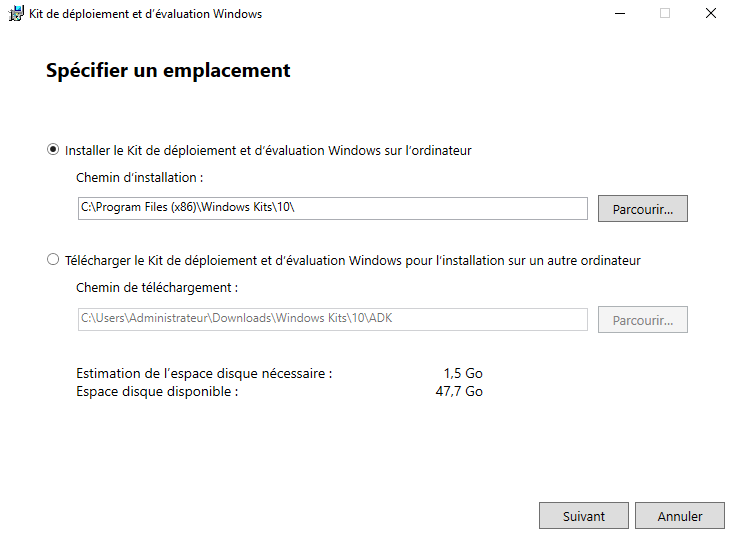 Kit de déploiement et d'évaluation Windows
Spécifier un emplacement
Installer le Kit de déploiement et d'évaluation Windows sur l'ordinateur
Chemin d'installation :
C:\Program Files (x86)\Windows Kits\10\
Parcourir...
Télécharger le Kit de déploiement et d'évaluation Windows pour l'installation sur un autre ordinateur
Chemin de téléchargement :
C:\Users\Administrateur\Downloads\Windows Kits\10\ADK
Parcourir...
Estimation de l'espace disque nécessaire : 1,5 Go
Espace disque disponible : 47,7 Go
Suivant Annuler